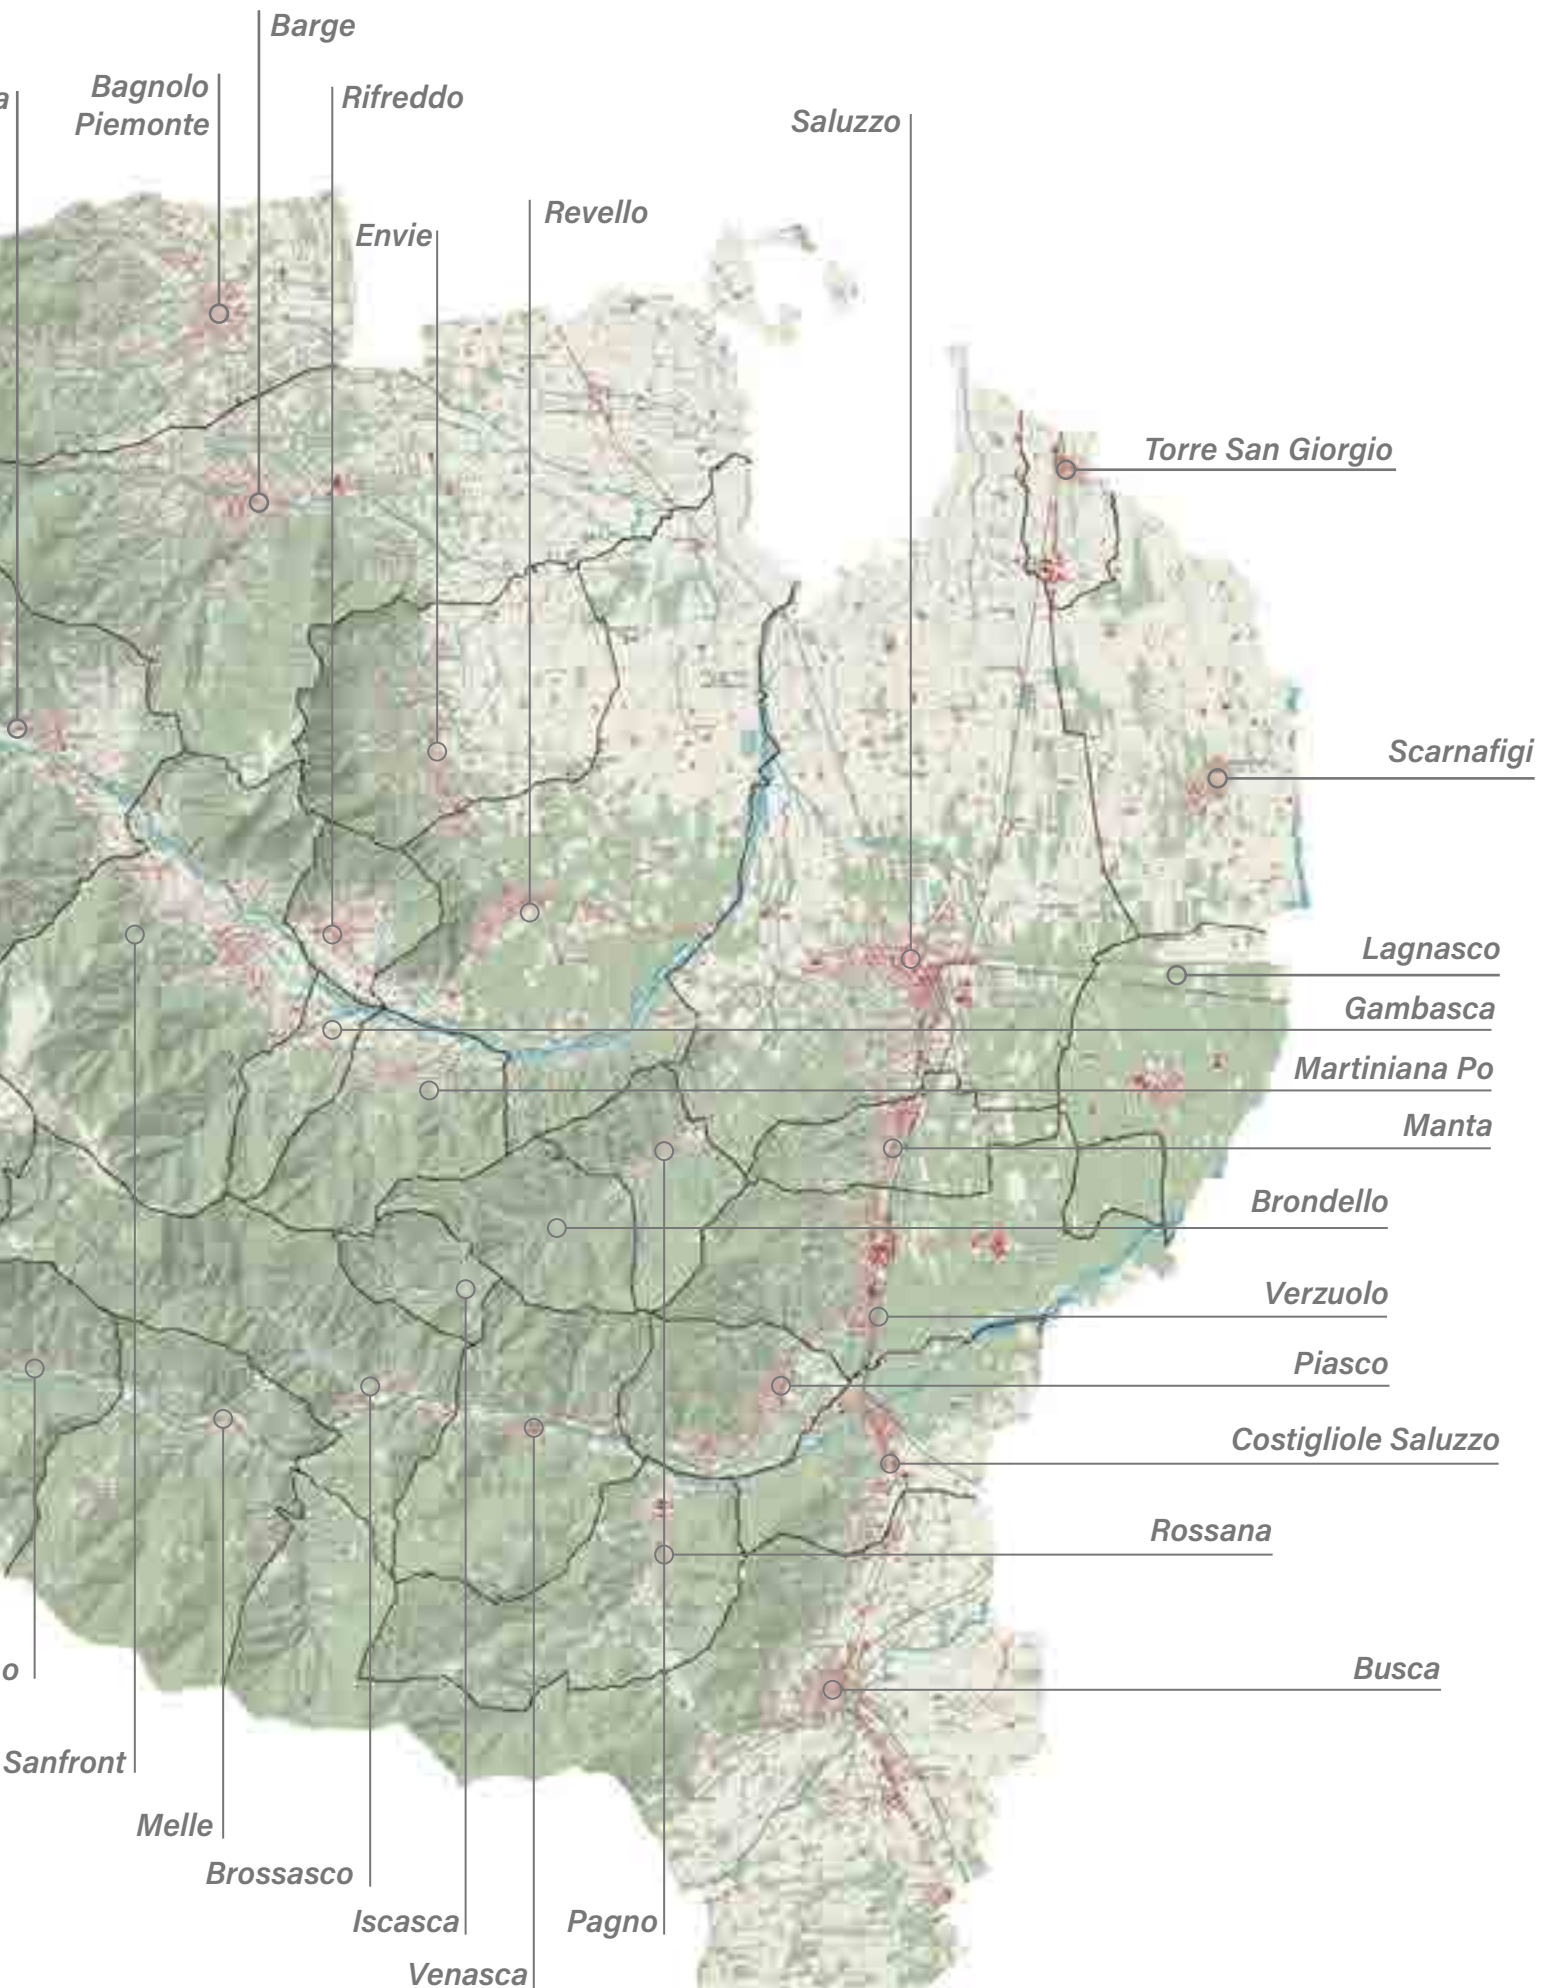 Barge
Bagnolo
Piemonte
a
Rifreddo
Saluzzo
Revello
Envie
Torre San Giorgio
Scarnafigi
Lagnasco
Gambasca
Martiniana Po
Manta
Brondello
Verzuolo
Piasco
Costigliole Saluzzo
Rossana
Busca
o
Sanfront
Melle
Brossasco
Iscasca
Pagno
Venasca